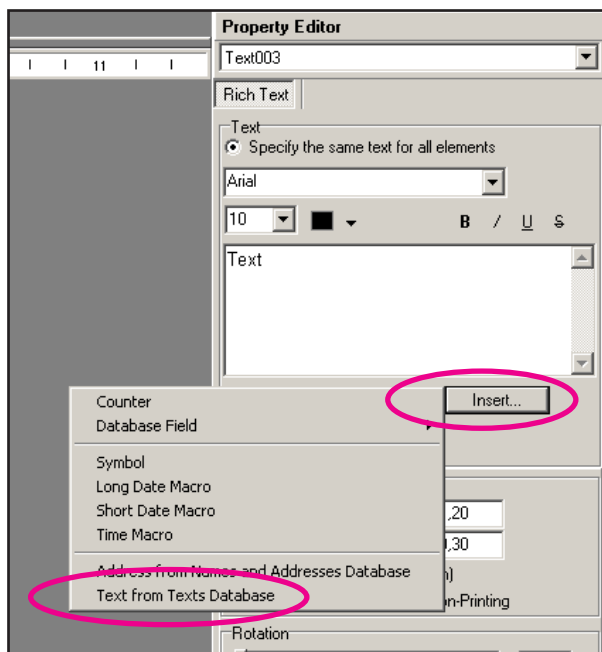 Property Editor
11
Text003
Rich Text
Text
Specify the same text for all elements
Arial
10
B I U S
Text
Insert...
Counter
Database Field
Symbol
Long Date Macro
Short Date Macro
Time Macro
Address from Names and Addresses Database
Text from Texts Database
,20
,30
n-Printing
Rotation